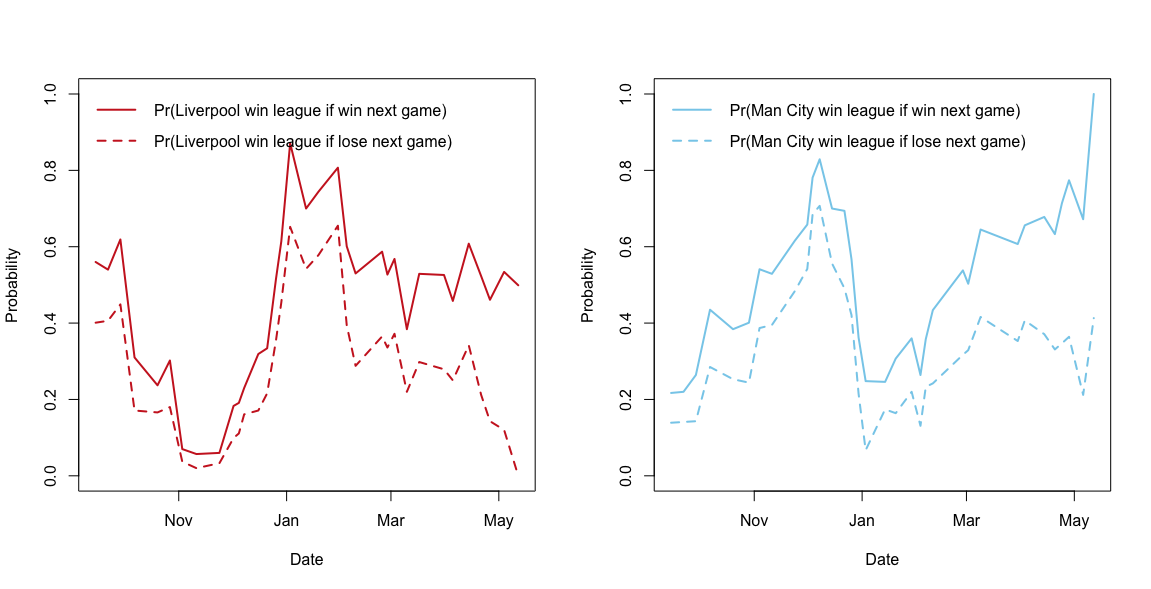 Pr(Liverpool win league if win next game)
Pr(Liverpool win league if lose next game)
Probability
1.0
0.8
0.6
0.4
0.2
0.0
Nov
Jan
Mar
May
Date
Pr(Man City win league if win next game)
Pr(Man City win league if lose next game)
Probability
1.0
0.8
0.6
0.4
0.2
0.0
Nov
Jan
Mar
May
Date